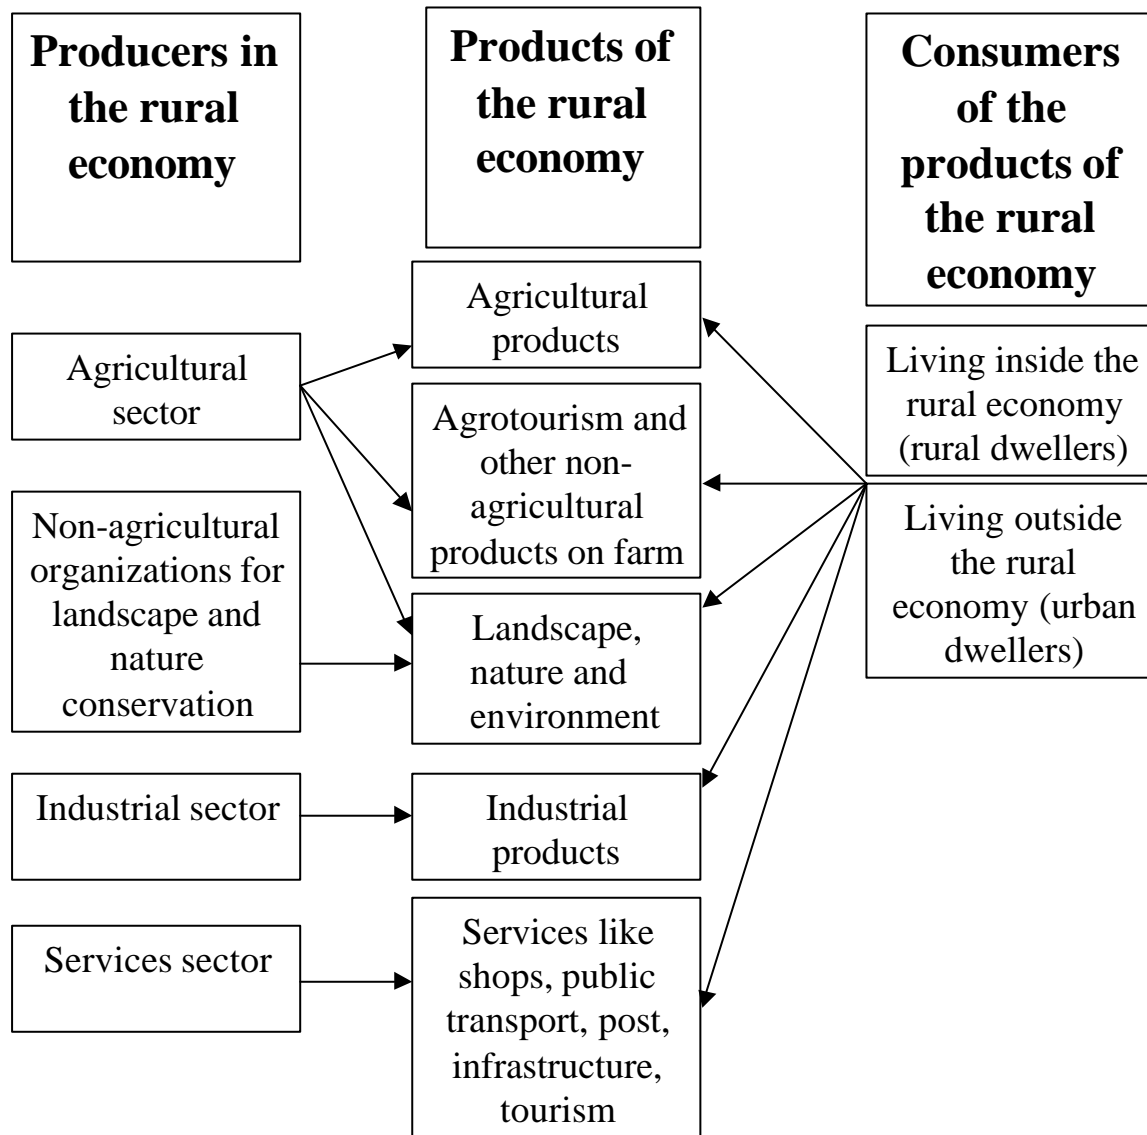 Producers in
the rural
economy
Products of
the rural
economy
Consumers
of the
products of
the rural
economy
Agricultural
sector
Non-agricultural
organizations for
landscape and
nature
conservation
Industrial sector
Services sector
Agricultural
products
Agrotourism and
other non-
agricultural
products on farm
Landscape,
nature and
environment
Industrial
products
Services like
shops, public
transport, post,
infrastructure,
tourism
Living inside the
rural economy
(rural dwellers)
Living outside
the rural
economy (urban
dwellers)